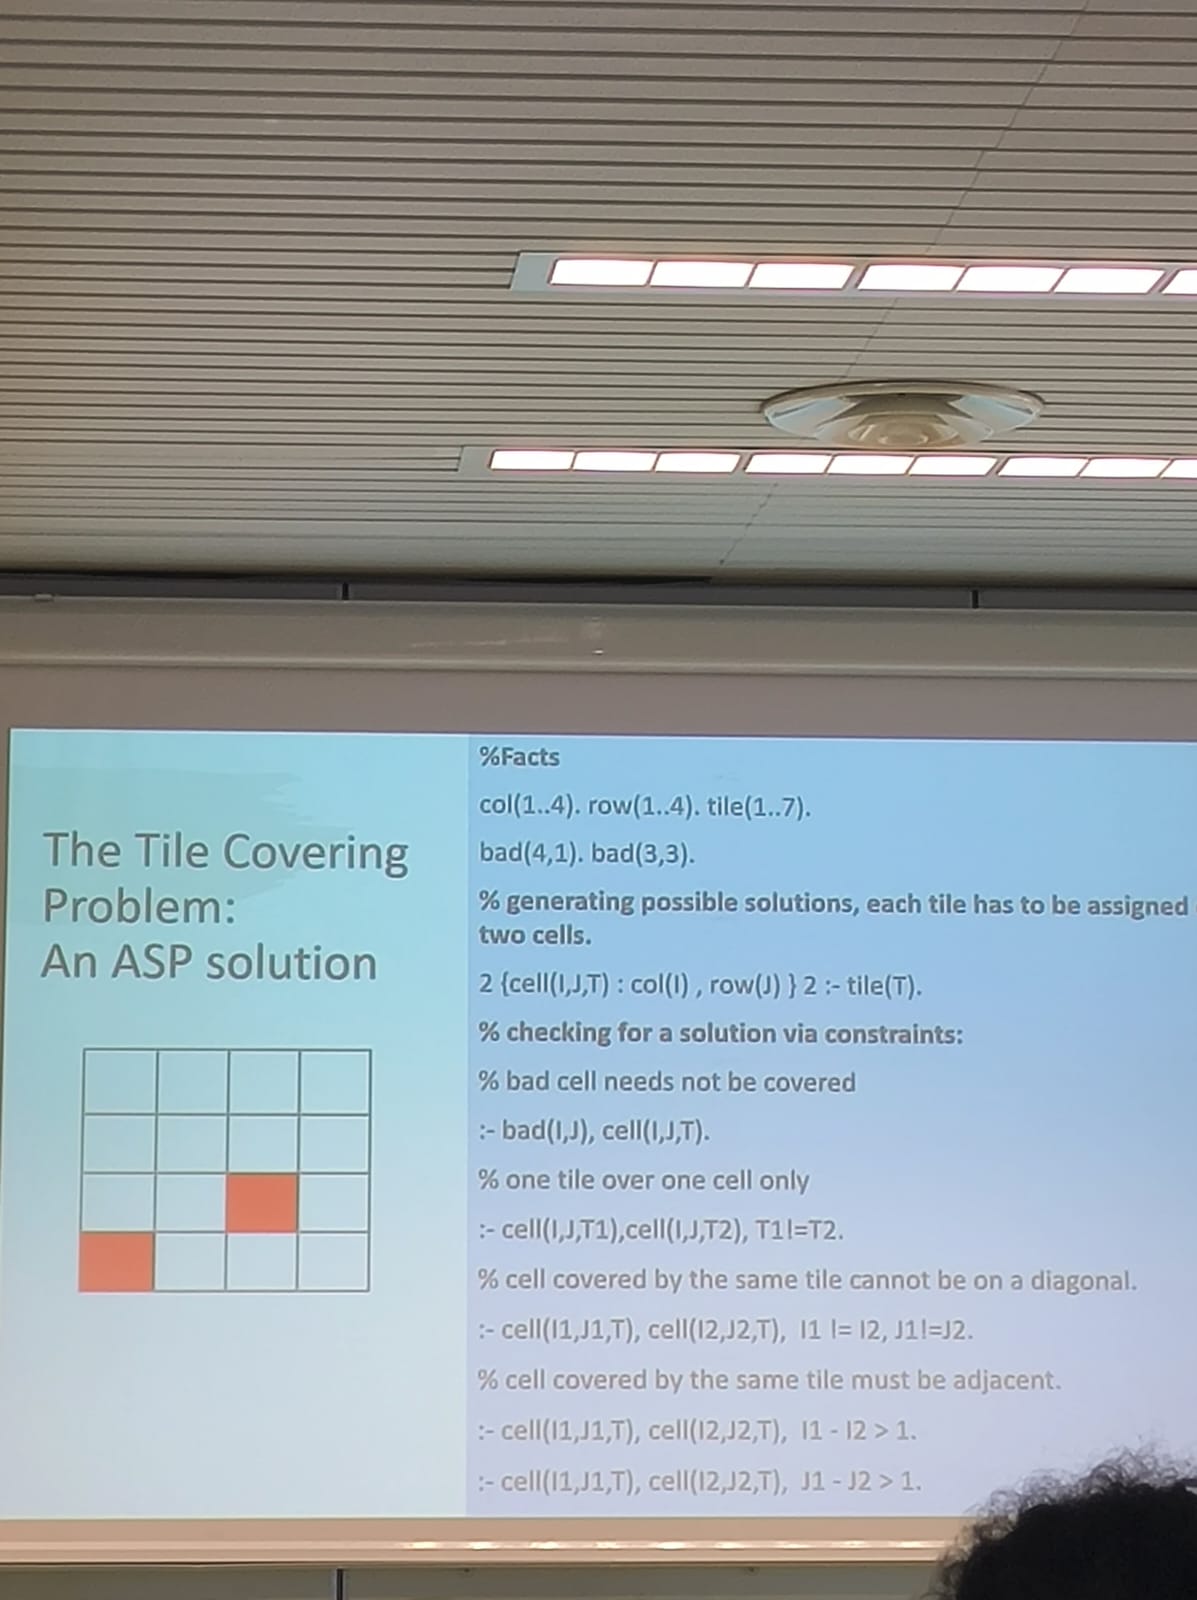 The Tile Covering
Problem:
An ASP solution
%Facts
col(1..4). row(1..4). tile(1..7).
bad(4,1). bad(3,3).
% generating possible solutions, each tile has to be assigned
two cells.
2 {cell(I,J,T) : col(I) , row(J) } 2 :- tile(T).
% checking for a solution via constraints:
% bad cell needs not be covered
:- bad(I,J), cell(I,J,T).
% one tile over one cell only
:- cell(I,J,T1),cell(I,J,T2), T1!=T2.
% cell covered by the same tile cannot be on a diagonal.
:- cell(I1,J1,T), cell(I2,J2,T), I1 != I2, J1!=J2.
% cell covered by the same tile must be adjacent.
:- cell(I1,J1,T), cell(I2,J2,T), I1 - I2 > 1.
:- cell(I1,J1,T), cell(I2,J2,T), J1 - J2 > 1.